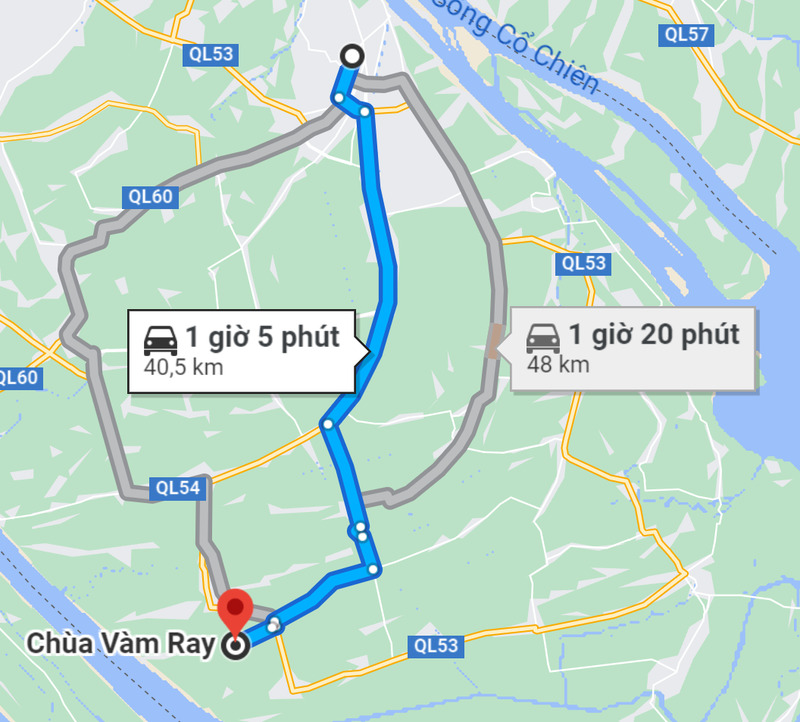 sông Cổ Chiên
QL57
QL53
QL60
QL53
1 giờ 5 phút
40,5 km
1 giờ 20 phút
48 km
QL60
QL54
Chùa Vàm Ray
QL53